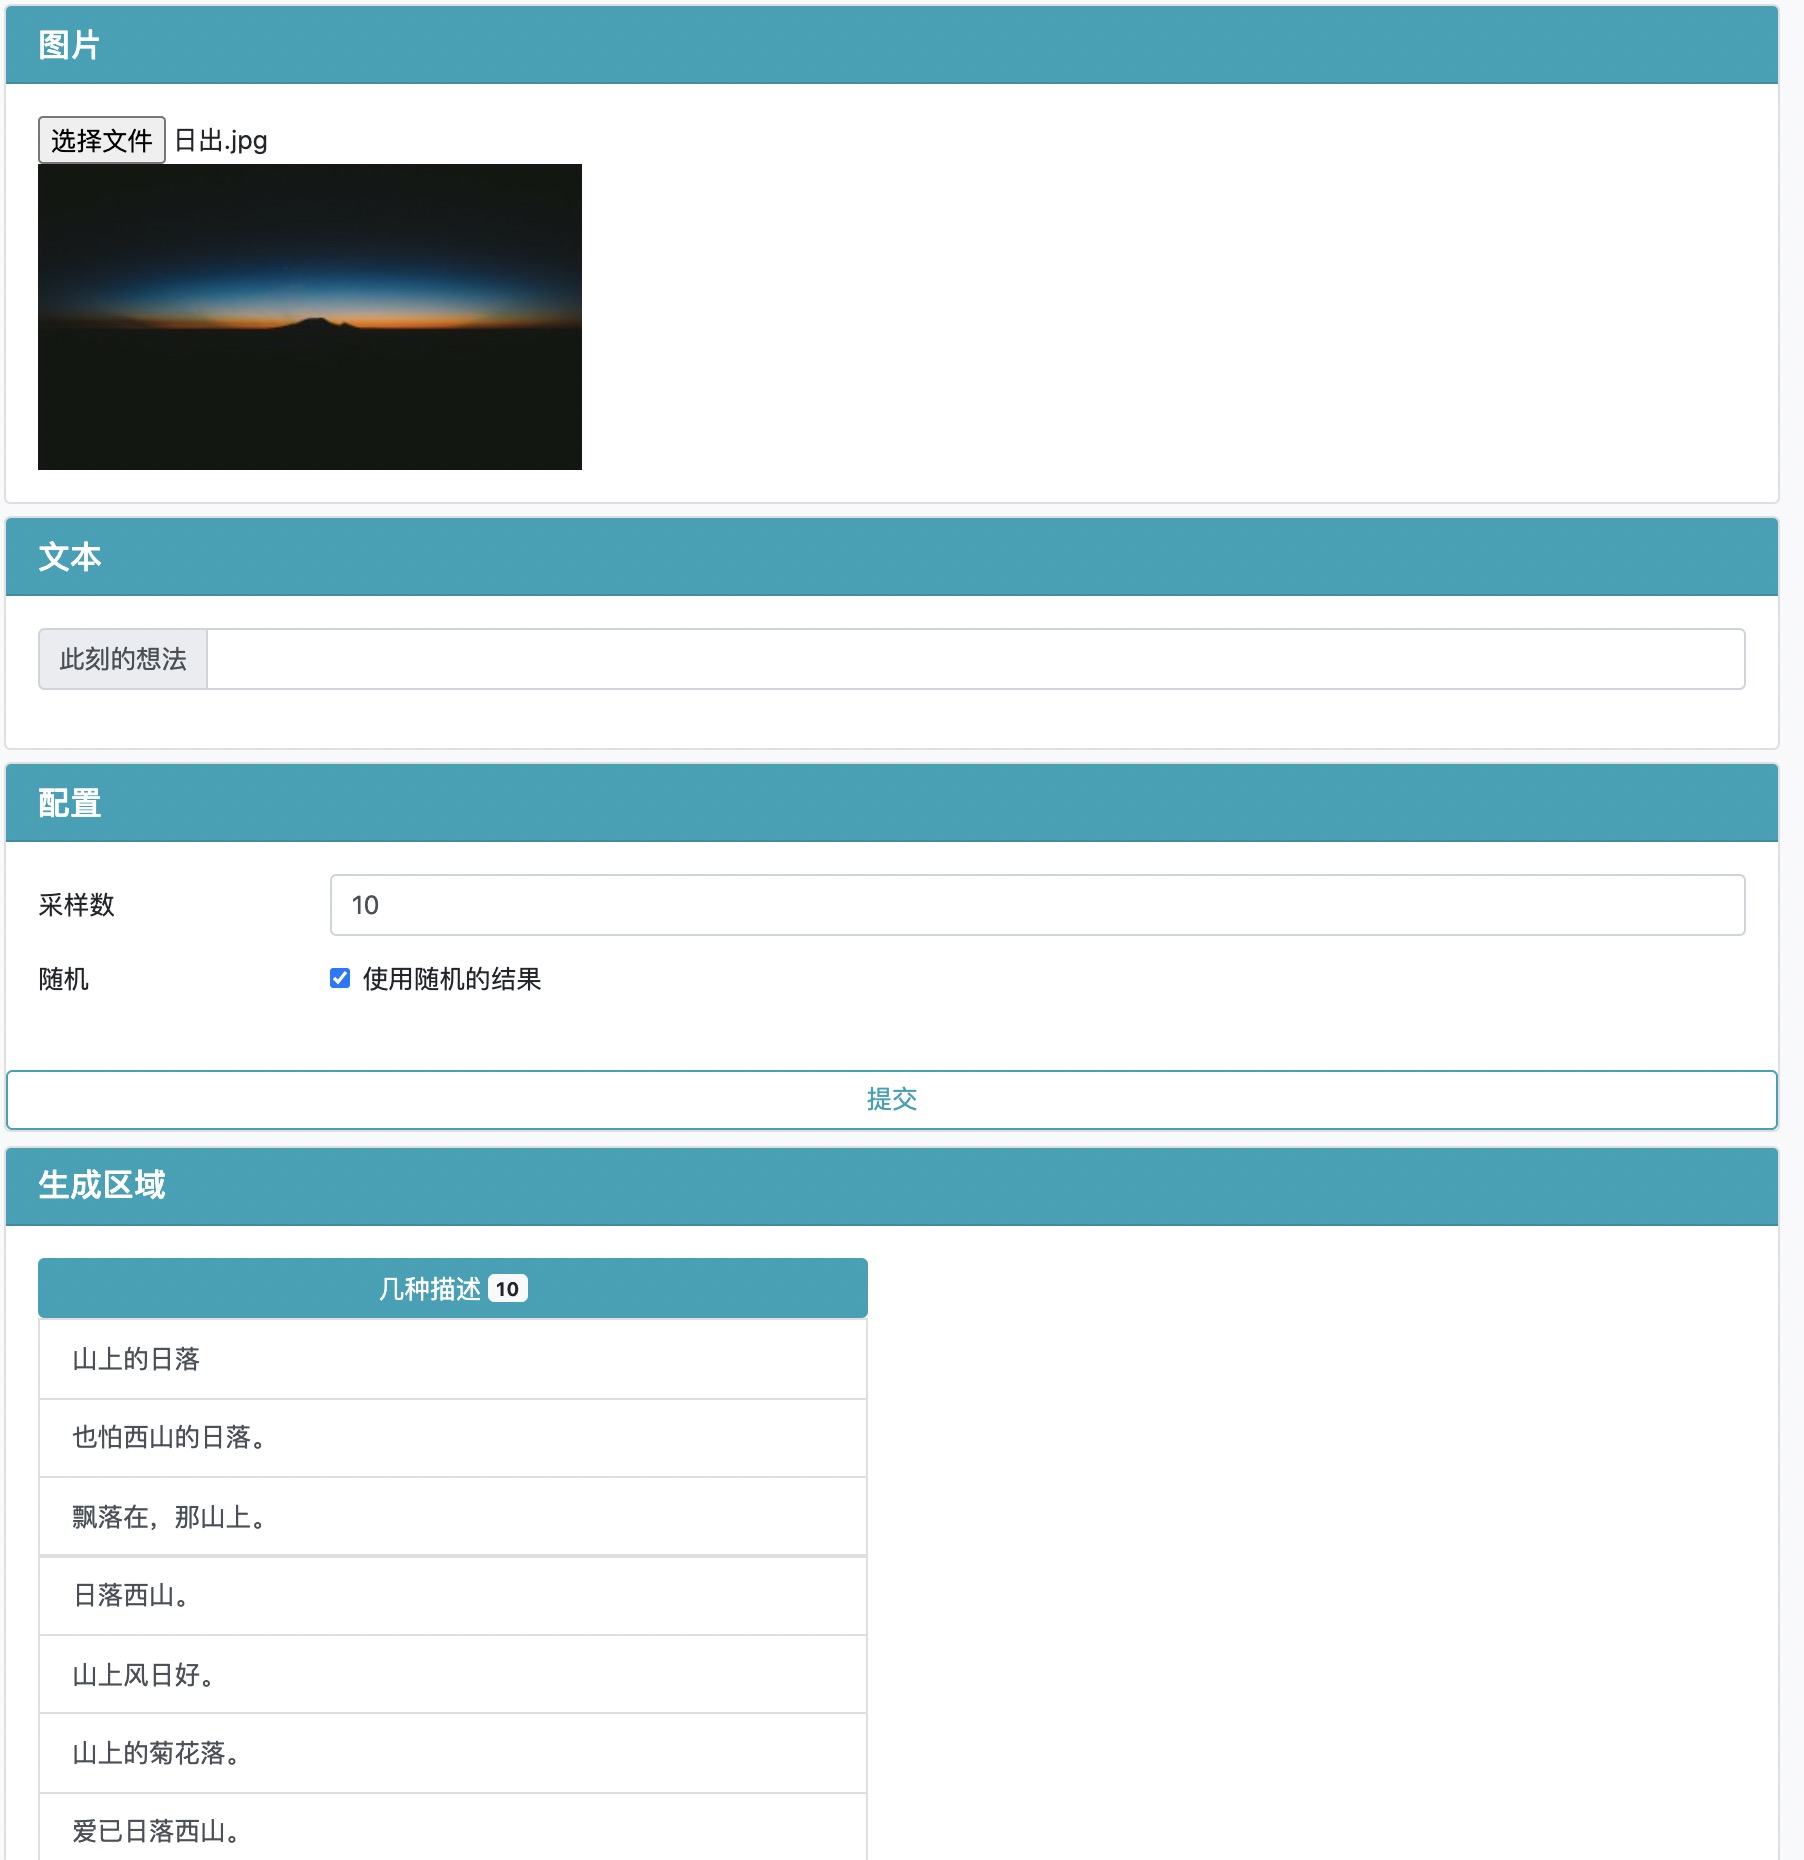 图片
选择文件 日出.jpg
文本
此刻的想法
配置
采样数 10
随机 使用随机的结果
提交
生成区域
几种描述 10
山上的日落
也怕西山的日落。
飘落在，那山上。
日落西山。
山上风日好。
山上的菊花落。
爱已日落西山。